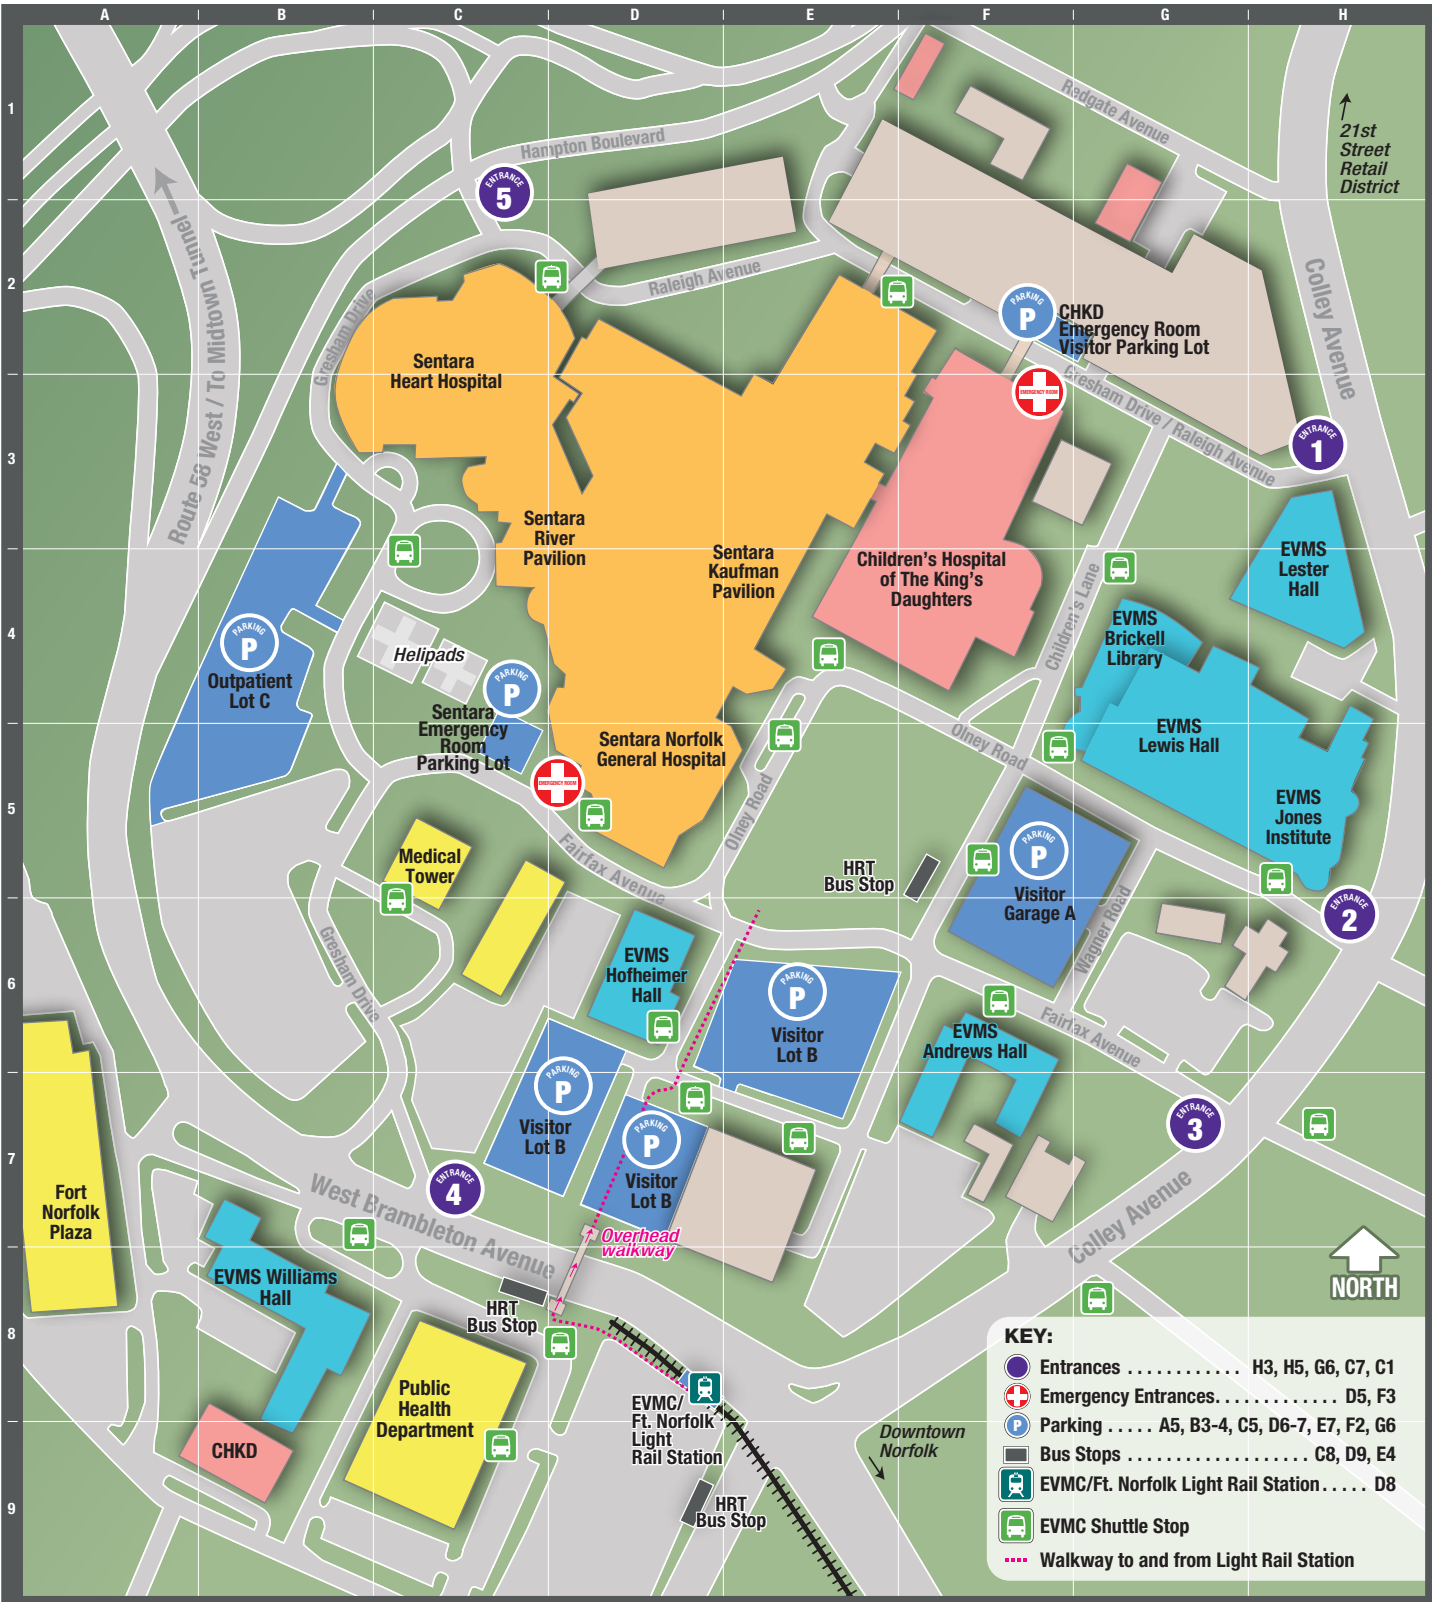 A B C D E F G H
1
2
3
4
5
6
7
8
9
Redgate Avenue
21st
Street
Retail
District
Hampton Boulevard
ENTRANCE
5
Raleigh Avenue
Route 58 West / To Midtown Tunnel
Gresham Drive
Colley Avenue
PARKING
P
CHKD
Emergency Room
Visitor Parking Lot
Sentara
Heart Hospital
EMERGENCY ROOM
Gresham Drive / Raleigh Avenue
ENTRANCE
1
Sentara
River
Pavilion
Sentara
Kaufman
Pavilion
Children's Hospital
of The King's
Daughters
EVMS
Lester
Hall
Children's Lane
EVMS
Brickell
Library
PARKING
P
Outpatient
Lot C
Helipads
PARKING
P
Sentara
Emergency
Room
Parking Lot
Sentara Norfolk
General Hospital
EMERGENCY ROOM
Olney Road
Olney Road
EVMS
Lewis Hall
EVMS
Jones
Institute
Medical
Tower
Fairfax Avenue
HRT
Bus Stop
PARKING
P
Visitor
Garage A
Wagner Road
ENTRANCE
2
Gresham Drive
EVMS
Hofheimer
Hall
PARKING
P
Visitor
Lot B
EVMS
Andrews Hall
Fairfax Avenue
PARKING
P
Visitor
Lot B
PARKING
P
Visitor
Lot B
ENTRANCE
3
ENTRANCE
4
Fort
Norfolk
Plaza
West Brambleton Avenue
Overhead
walkway
Colley Avenue
NORTH
EVMS Williams
Hall
HRT
Bus Stop
Public
Health
Department
CHKD
EVMC/
Ft. Norfolk
Light
Rail Station
HRT
Bus Stop
Downtown
Norfolk
KEY:
Entrances . . . . . . . . . . . . H3, H5, G6, C7, C1
Emergency Entrances. . . . . . . . . . . . . D5, F3
P Parking . . . . . A5, B3-4, C5, D6-7, E7, F2, G6
Bus Stops . . . . . . . . . . . . . . . . . . . C8, D9, E4
EVMC/Ft. Norfolk Light Rail Station . . . . . D8
EVMC Shuttle Stop
Walkway to and from Light Rail Station